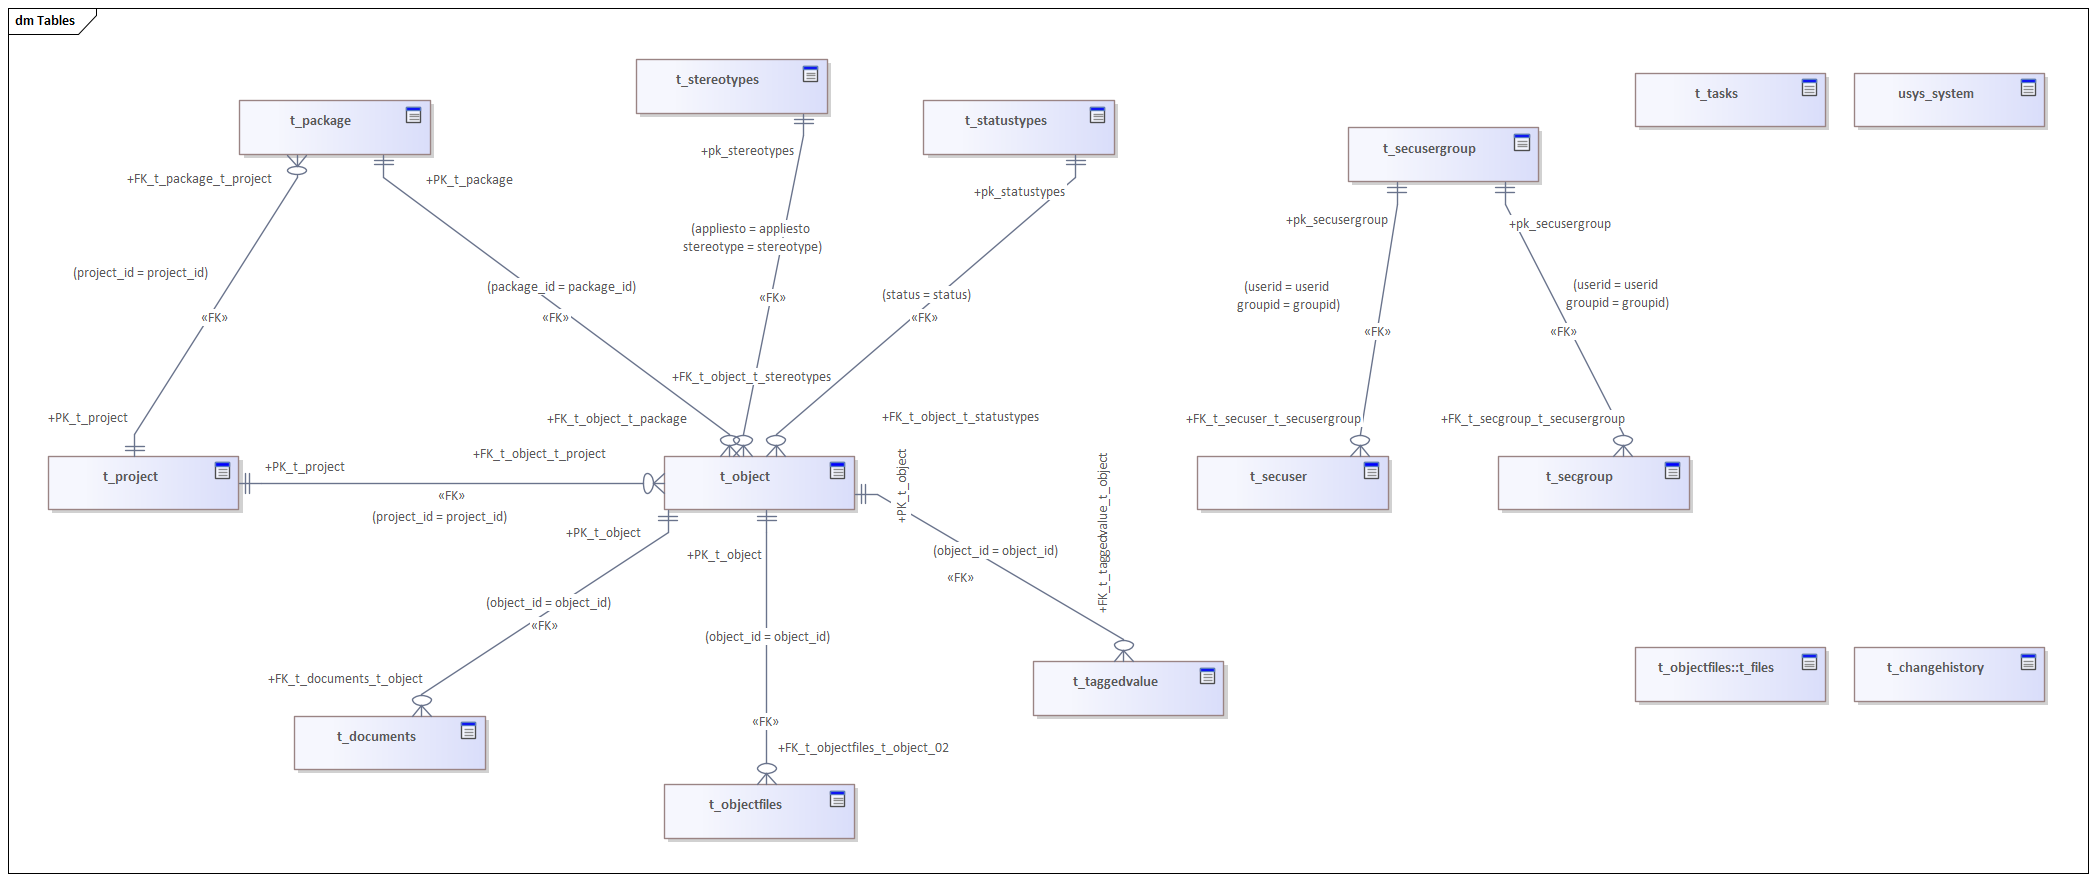 dm Tables
t_stereotypes
t_tasks
usys_system
t_package
t_statustypes
t_secusergroup
+pk_stereotypes
+FK_t_package_t_project
+PK_t_package
+pk_statustypes
+pk_secusergroup
+pk_secusergroup
(appliesto = appliesto
stereotype = stereotype)
(project_id = project_id)
(package_id = package_id)
(status = status)
(userid = userid
groupid = groupid)
(userid = userid
groupid = groupid)
«FK»
«FK»
«FK»
«FK»
«FK»
«FK»
+FK_t_object_t_stereotypes
+PK_t_project
+FK_t_object_t_package
+FK_t_object_t_statustypes
+FK_t_secuser_t_secusergroup
+FK_t_secgroup_t_secusergroup
+FK_t_object_t_project
+PK_t_project
t_project
t_object
t_secuser
t_secgroup
+PK_t_object
+FK_t_taggedvalue_t_object
«FK»
(project_id = project_id)
+PK_t_object
+PK_t_object
(object_id = object_id)
«FK»
(object_id = object_id)
«FK»
(object_id = object_id)
t_objectfiles::t_files
t_changehistory
+FK_t_documents_t_object
t_taggedvalue
«FK»
t_documents
+FK_t_objectfiles_t_object_02
t_objectfiles